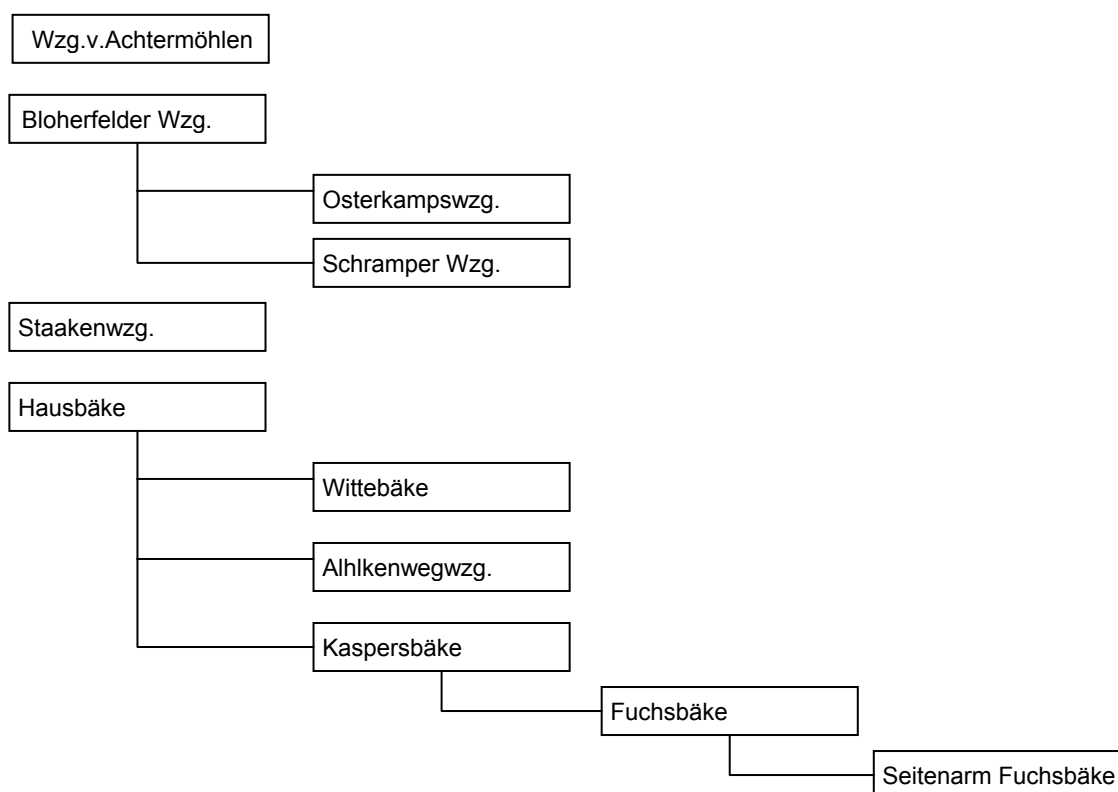 Wzg.v.Achtermöhlen
Bloherfelder Wzg.
Osterkampswzg.
Schramper Wzg.
Staakenwzg.
Hausbäke
Wittebäke
Alhlkenwegwzg.
Kaspersbäke
Fuchsbäke
Seitenarm Fuchsbäke